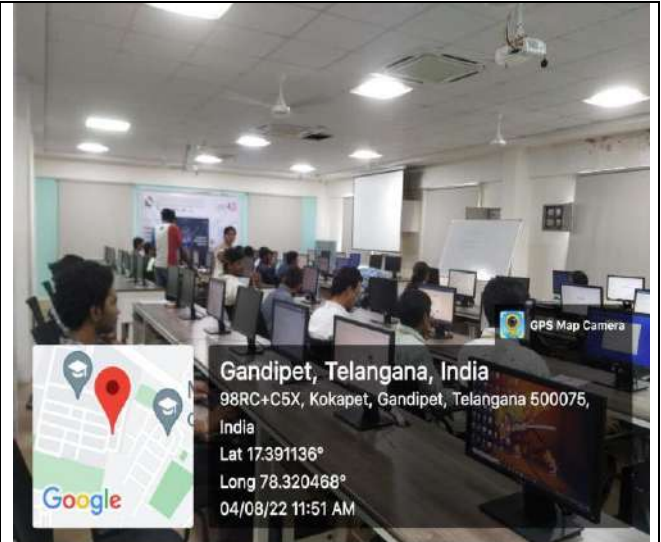 GPS Map Camera
Gandipet, Telangana, India
98RC+C5X, Kokapet, Gandipet, Telangana 500075,
India
Lat 17.391136°
Long 78.320468°
04/08/22 11:51 AM
Google